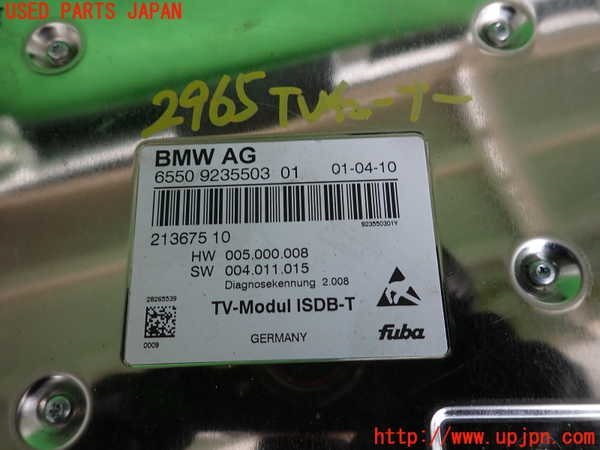 USED PARTS JAPAN
2965 TVチューナー
BMW AG
6550 9235503 01 01-04-10
923550301Y
213675 10
HW 005.000.008
SW 004.011.015
Diagnosekennung 2.008
28265539
TV-Modul ISDB-T
0009
GERMANY
fuba
http://www.upjpn.com/